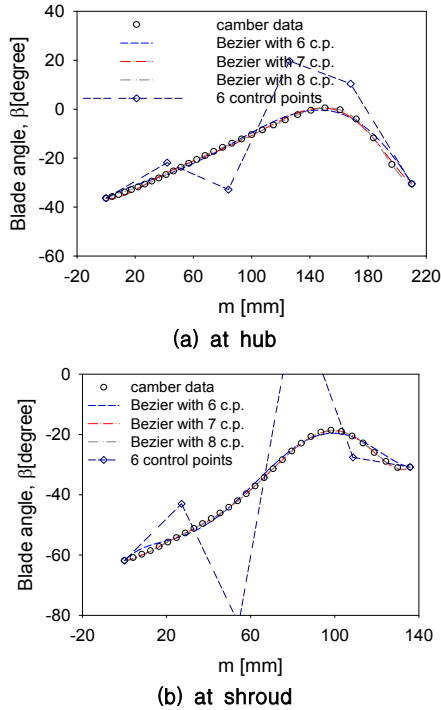 40
20
0
-20
-40
-60
Blade angle, β[degree]
camber data
Bezier with 6 c.p.
Bezier with 7 c.p.
Bezier with 8 c.p.
6 control points
-20 20 60 100 140 180 220
m [mm]
(a) at hub
0
-20
-40
-60
-80
Blade angle, β[degree]
camber data
Bezier with 6 c.p.
Bezier with 7 c.p.
Bezier with 8 c.p.
6 control points
-20 20 60 100 140
m [mm]
(b) at shroud